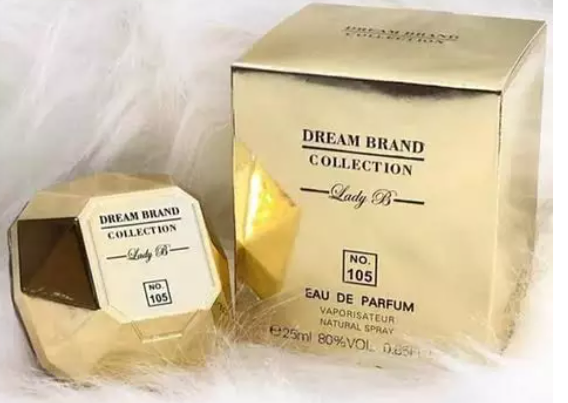 DREAM BRAND
COLLECTION
DREAM BRAND
COLLECTION
Lady B
NO.
105
EAU DE PARFUM
VAPORISATEUR
NATURAL SPRAY
e25ml 80%VOL
DREAM BRAND
COLLECTION
Lady B
NO.
105